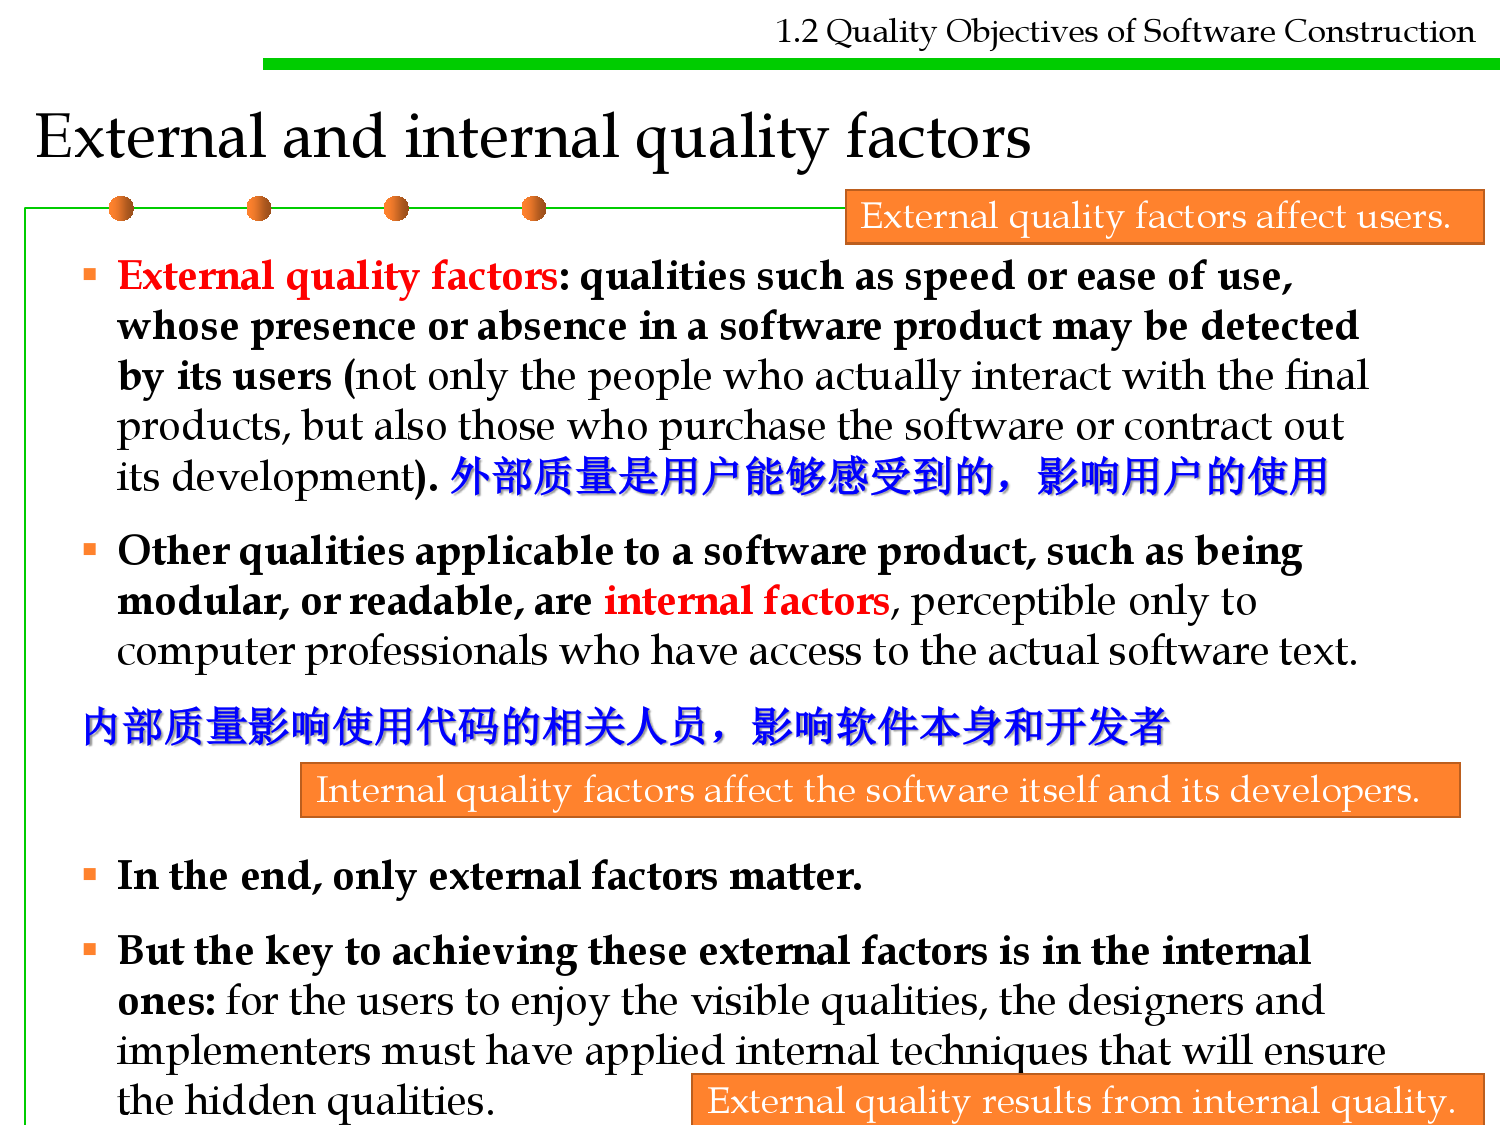 1.2 Quality Objectives of Software Construction
External and internal quality factors
External quality factors affect users.
▪ External quality factors: qualities such as speed or ease of use,
whose presence or absence in a software product may be detected
by its users (not only the people who actually interact with the final
products, but also those who purchase the software or contract out
its development). 外部质量是用户能够感受到的，影响用户的使用
▪ Other qualities applicable to a software product, such as being
modular, or readable, are internal factors, perceptible only to
computer professionals who have access to the actual software text.
内部质量影响使用代码的相关人员，影响软件本身和开发者
Internal quality factors affect the software itself and its developers.
▪ In the end, only external factors matter.
▪ But the key to achieving these external factors is in the internal
ones: for the users to enjoy the visible qualities, the designers and
implementers must have applied internal techniques that will ensure
the hidden qualities.
External quality results from internal quality.